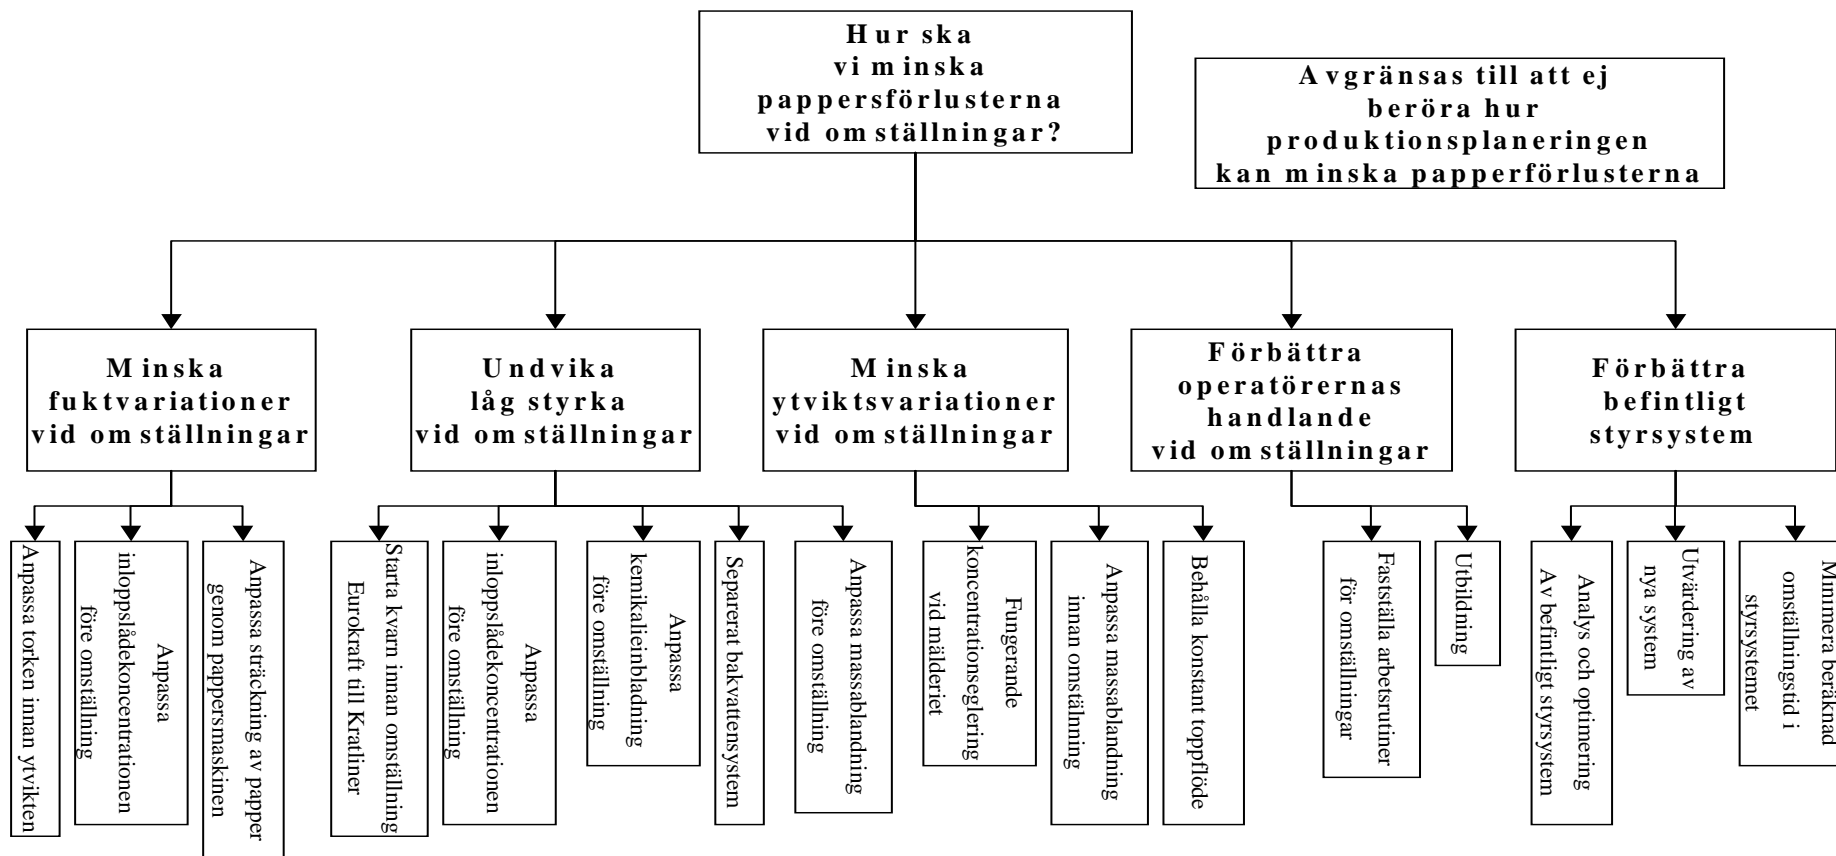 Hur ska
vi minska
pappersförlusterna
vid omställningar?
Avgränsas till att ej
beröra hur
produktionsplaneringen
kan minska papperförlusterna
Minska
fuktvariationer
vid omställningar
Undvika
låg styrka
vid omställningar
Minska
ytviktsvariationer
vid omställningar
Förbättra
operatörernas
handlande
vid omställningar
Förbättra
befintligt
styrsystem
Anpassa torken innan ytvikten
Anpassa
inloppslådekoncentrationen
före omställning
Anpassa sträckning av papper
genom pappersmaskinen
Starta kvarn innan omställning
Eurokraft till Kratliner
Anpassa
inloppslådekoncentrationen
före omställning
Anpassa
kemikalieinbladning
före omställning
Separerat bakvattensystem
Anpassa massablandning
före omställning
Fungerande
koncentrationseglering
vid mälderiet
Anpassa massablandning
innan omstälnning
Behålla konstant toppflöde
Fastställa arbetsrutiner
för omställningar
Utbildning
Analys och optimering
Av befintligt styrsystem
Utvärdering av
nya system
Minimera beräknad
omställningstid i
styrsystemet